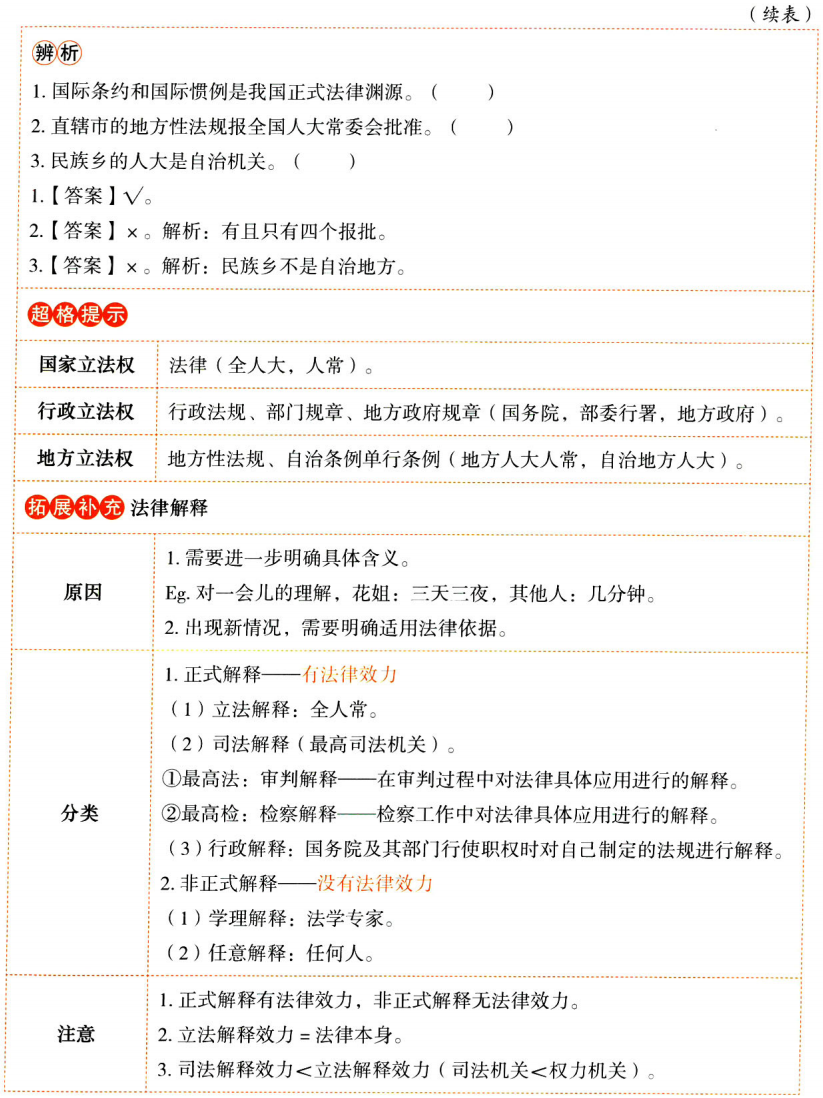 （续表）
辨析
1. 国际条约和国际惯例是我国正式法律渊源。（  ）
2. 直辖市的地方性法规报全国人大常委会批准。（  ）
3. 民族乡的人大是自治机关。（  ）
1.【答案】√。
2.【答案】×。解析：有且只有四个报批。
3.【答案】×。解析：民族乡不是自治地方。
超格提示
国家立法权 法律（全人大，人常）。
行政立法权 行政法规、部门规章、地方政府规章（国务院，部委行署，地方政府）。
地方立法权 地方性法规、自治条例单行条例（地方人大人常，自治地方人大）。
拓展补充 法律解释
原因
1. 需要进一步明确具体含义。
Eg. 对一会儿的理解，花姐：三天三夜，其他人：几分钟。
2. 出现新情况，需要明确适用法律依据。
分类
1. 正式解释——有法律效力
（1）立法解释：全人常。
（2）司法解释（最高司法机关）。
①最高法：审判解释——在审判过程中对法律具体应用进行的解释。
②最高检：检察解释——检察工作中对法律具体应用进行的解释。
（3）行政解释：国务院及其部门行使职权时对自己制定的法规进行解释。
2. 非正式解释——没有法律效力
（1）学理解释：法学专家。
（2）任意解释：任何人。
注意
1. 正式解释有法律效力，非正式解释无法律效力。
2. 立法解释效力 = 法律本身。
3. 司法解释效力＜立法解释效力（司法机关＜权力机关）。